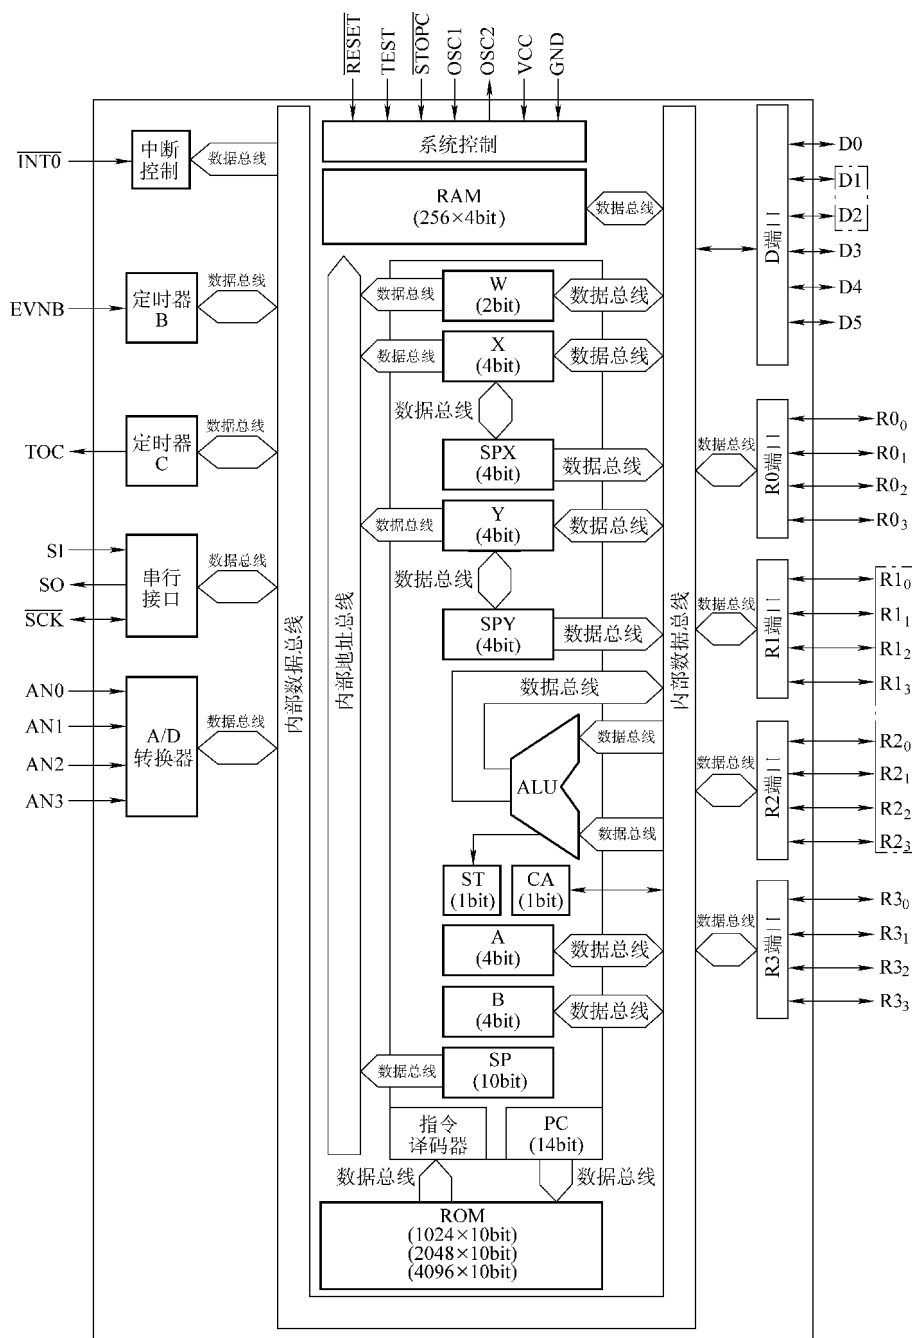 RESET
TEST
STOPC
OSC1
OSC2
VCC
GND
系统控制
RAM
(256×4bit)
数据总线
INT0
中断
控制
数据总线
EVNB
定时器
B
数据总线
TOC
定时器
C
数据总线
SI
SO
SCK
串行
接口
数据总线
AN0
AN1
AN2
AN3
A/D
转换器
数据总线
内部数据总线
内部地址总线
数据总线
W
(2bit)
数据总线
数据总线
X
(4bit)
数据总线
数据总线
SPX
(4bit)
数据总线
数据总线
Y
(4bit)
数据总线
数据总线
SPY
(4bit)
数据总线
数据总线
ALU
数据总线
数据总线
ST
(1bit)
CA
(1bit)
A
(4bit)
数据总线
B
(4bit)
数据总线
数据总线
SP
(10bit)
指令
译码器
PC
(14bit)
数据总线
数据总线
ROM
(1024×10bit)
(2048×10bit)
(4096×10bit)
内部数据总线
D端口
D0
D1
D2
D3
D4
D5
数据总线
R0端口
R0₀
R0₁
R0₂
R0₃
数据总线
R1端口
R1₀
R1₁
R1₂
R1₃
数据总线
R2端口
R2₀
R2₁
R2₂
R2₃
数据总线
R3端口
R3₀
R3₁
R3₂
R3₃